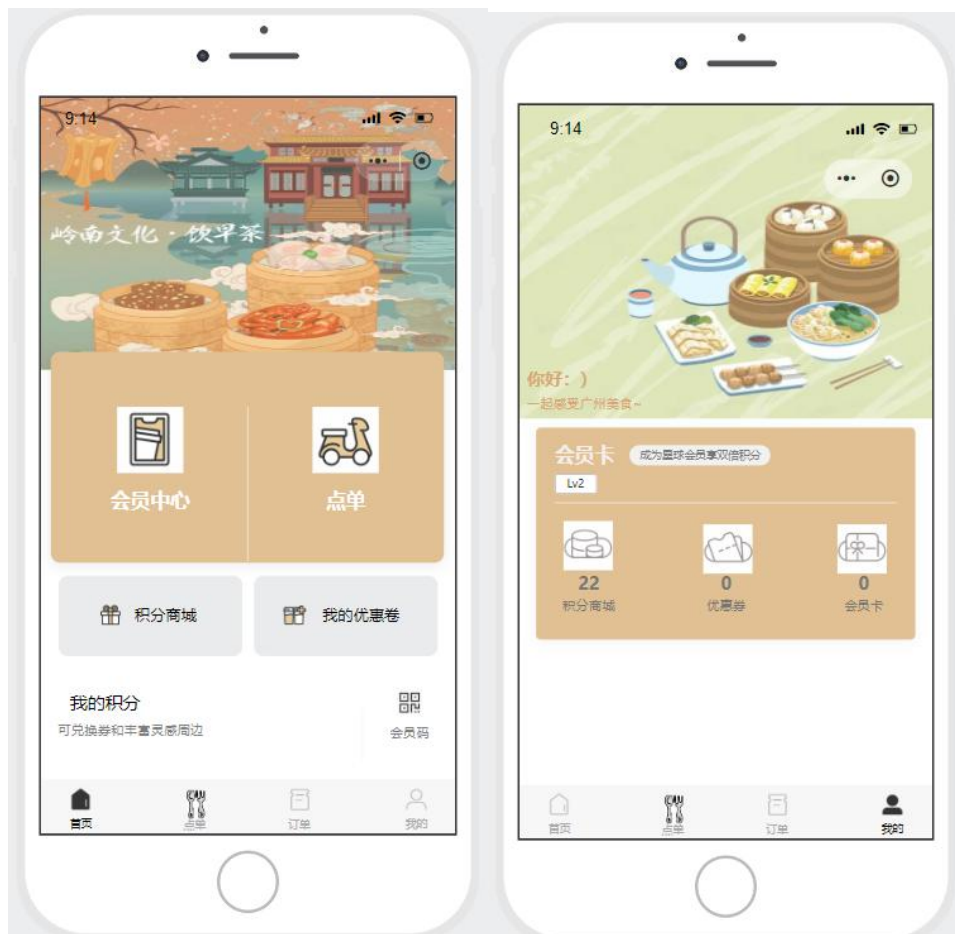 9:14
岭南文化·饮早茶
会员中心
点单
积分商城
我的优惠卷
我的积分
可兑换券和丰富灵感周边
会员码
首页
点单
订单
我的
9:14
你好：)
一起感受广州美食~
会员卡
成为星球会员享双倍积分
Lv2
22
0
0
积分商城
优惠券
会员卡
首页
点单
订单
我的